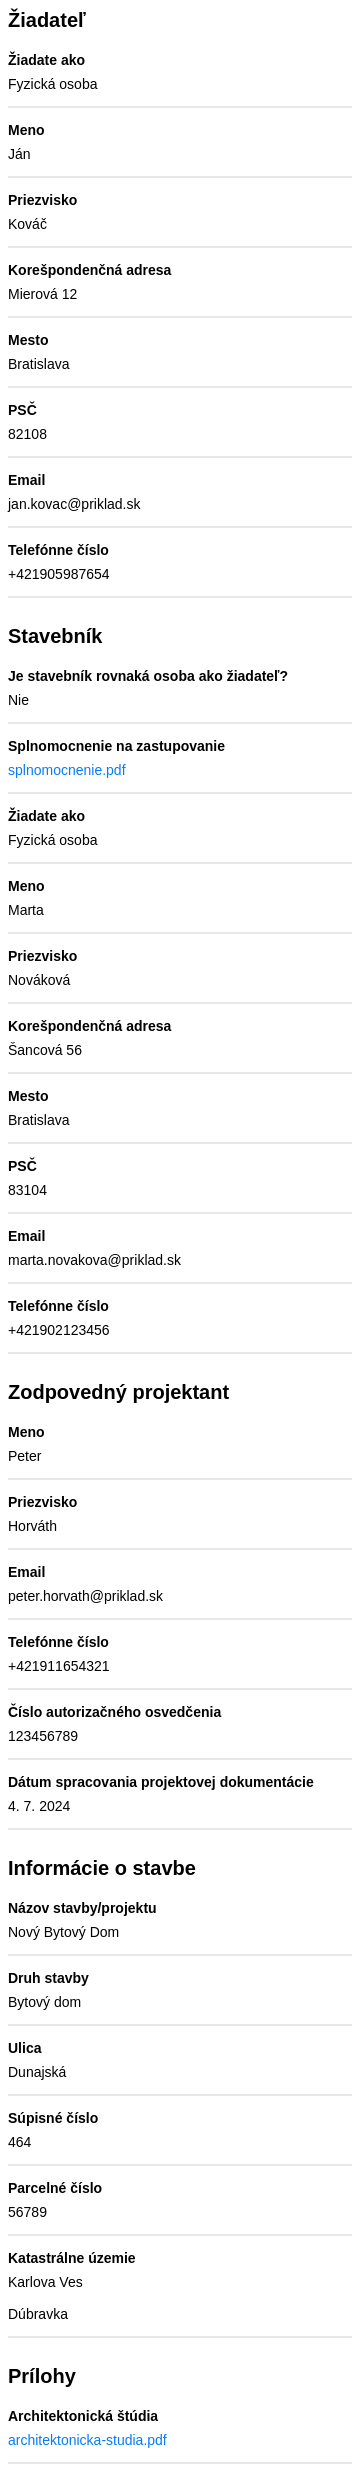 Žiadateľ
Žiadate ako
Fyzická osoba
Meno
Ján
Priezvisko
Kováč
Korešpondenčná adresa
Mierová 12
Mesto
Bratislava
PSČ
82108
Email
jan.kovac@priklad.sk
Telefónne číslo
+421905987654
Stavebník
Je stavebník rovnaká osoba ako žiadateľ?
Nie
Splnomocnenie na zastupovanie
splnomocnenie.pdf
Žiadate ako
Fyzická osoba
Meno
Marta
Priezvisko
Nováková
Korešpondenčná adresa
Šancová 56
Mesto
Bratislava
PSČ
83104
Email
marta.novakova@priklad.sk
Telefónne číslo
+421902123456
Zodpovedný projektant
Meno
Peter
Priezvisko
Horváth
Email
peter.horvath@priklad.sk
Telefónne číslo
+421911654321
Číslo autorizačného osvedčenia
123456789
Dátum spracovania projektovej dokumentácie
4. 7. 2024
Informácie o stavbe
Názov stavby/projektu
Nový Bytový Dom
Druh stavby
Bytový dom
Ulica
Dunajská
Súpisné číslo
464
Parcelné číslo
56789
Katastrálne územie
Karlova Ves
Dúbravka
Prílohy
Architektonická štúdia
architektonicka-studia.pdf